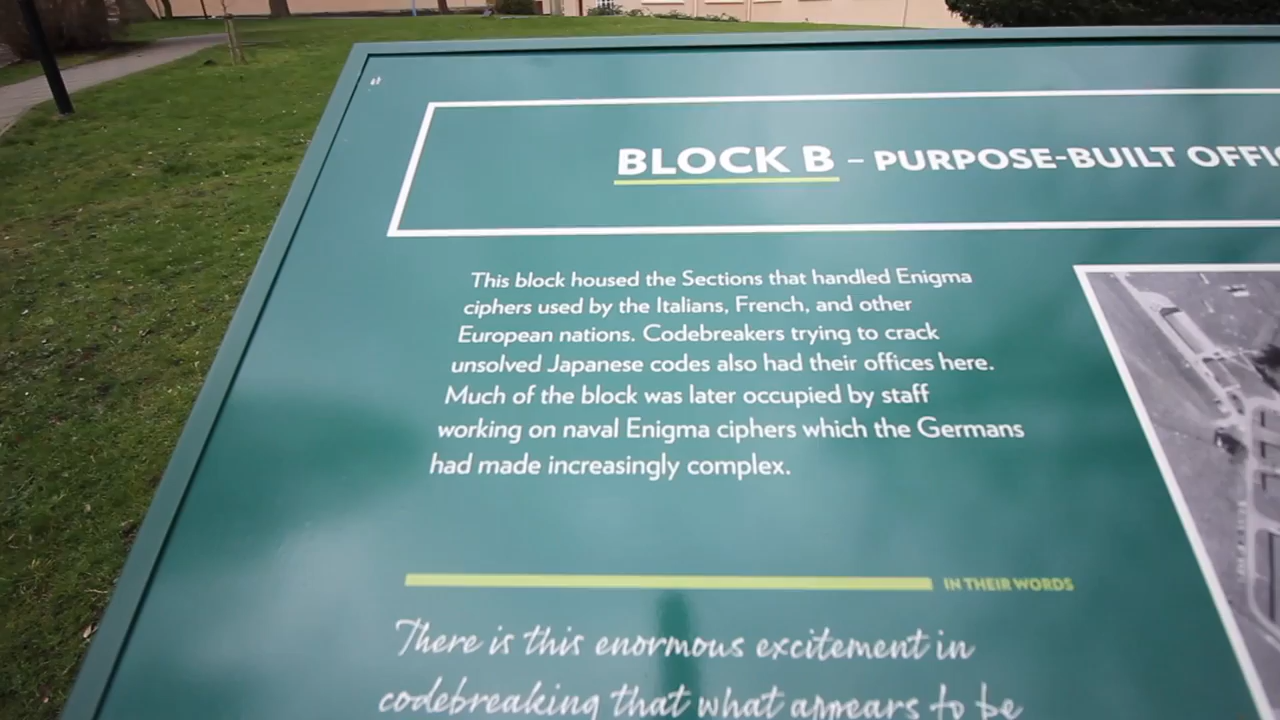 BLOCK B – PURPOSE-BUILT
This block housed the Sections that handled Enigma
ciphers used by the Italians, French, and other
European nations. Codebreakers trying to crack
unsolved Japanese codes also had their offices here.
Much of the block was later occupied by staff
working on naval Enigma ciphers which the Germans
had made increasingly complex.
IN THEIR WORDS
There is this enormous excitement in
codebreaking that what appears to be